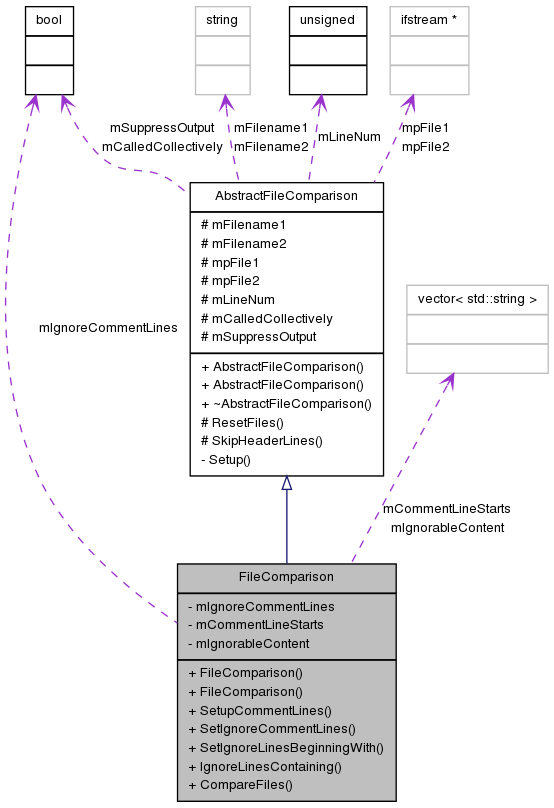 bool
string
unsigned
ifstream *
mSuppressOutput
mCalledCollectively
mFilename1
mFilename2
mLineNum
mpFile1
mpFile2
AbstractFileComparison
# mFilename1
# mFilename2
# mpFile1
# mpFile2
# mLineNum
# mCalledCollectively
# mSuppressOutput
+ AbstractFileComparison()
+ AbstractFileComparison()
+ ~AbstractFileComparison()
# ResetFiles()
# SkipHeaderLines()
- Setup()
vector< std::string >
mIgnoreCommentLines
mCommentLineStarts
mIgnorableContent
FileComparison
- mIgnoreCommentLines
- mCommentLineStarts
- mIgnorableContent
+ FileComparison()
+ FileComparison()
+ SetupCommentLines()
+ SetIgnoreCommentLines()
+ SetIgnoreLinesBeginningWith()
+ IgnoreLinesContaining()
+ CompareFiles()